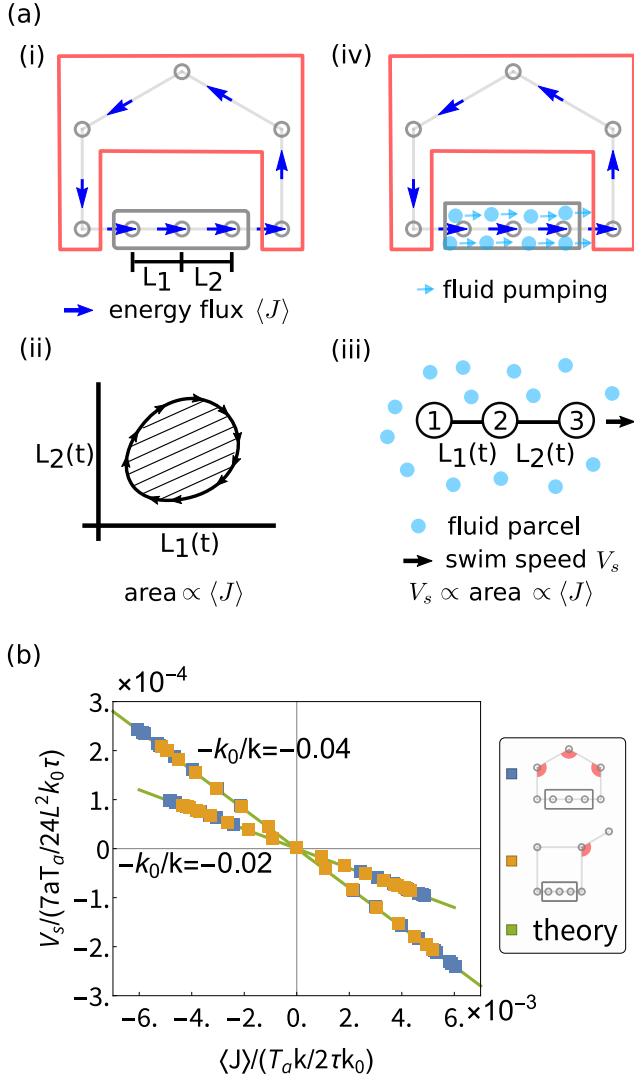 (a)
(i)
(iv)
L₁ L₂
energy flux ⟨J⟩
fluid pumping
(ii)
(iii)
L₂(t)
L₁(t)
area ∝ ⟨J⟩
1 2 3
L₁(t) L₂(t)
fluid parcel
swim speed Vₛ
Vₛ ∝ area ∝ ⟨J⟩
(b)
×10⁻⁴
3.
2.
1.
0
−1.
−2.
−3.
Vₛ/(7aTₐ/24L²k₀τ)
-k₀/k=-0.04
-k₀/k=-0.02
theory
−6. −4. −2. 0. 2. 4. 6.
×10⁻³
⟨J⟩/(Tₐk/2τk₀)